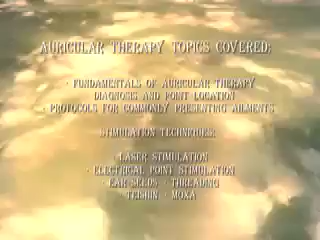 AURICULAR THERAPY TOPICS COVERED:
· FUNDAMENTALS OF AURICULAR THERAPY
DIAGNOSIS AND POINT LOCATION
· PROTOCOLS FOR COMMONLY PRESENTING AILMENTS
STIMULATION TECHNIQUES:
· LASER STIMULATION
· ELECTRICAL POINT STIMULATION
· EAR SEEDS · THREADING
· TEISHIN · MOXA